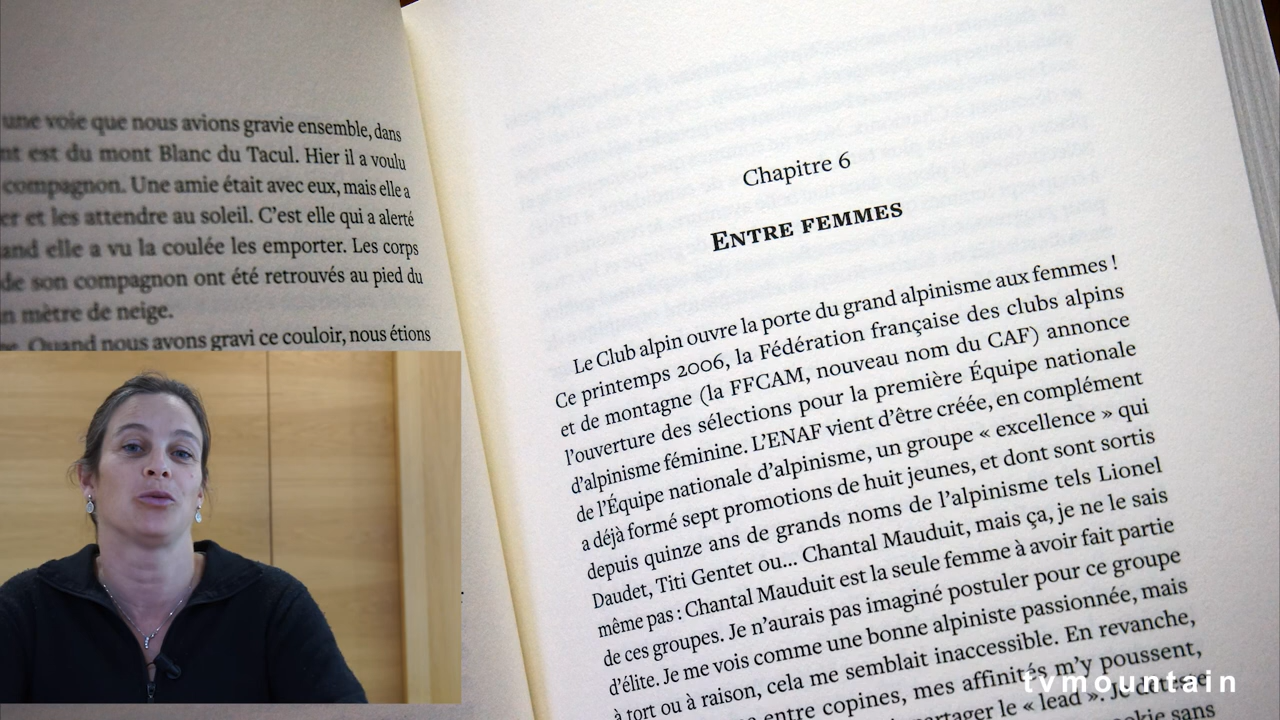 une voie que nous avions gravie ensemble, dans
nt est du mont Blanc du Tacul. Hier il a voulu
compagnon. Une amie était avec eux, mais elle a
er et les attendre au soleil. C'est elle qui a alerté
and elle a vu la coulée les emporter. Les corps
de son compagnon ont été retrouvés au pied du
n mètre de neige.
Quand nous avons gravi ce couloir, nous étions
Chapitre 6
ENTRE FEMMES
Le Club alpin ouvre la porte du grand alpinisme aux femmes !
Ce printemps 2006, la Fédération française des clubs alpins
et de montagne (la FFCAM, nouveau nom du CAF) annonce
l'ouverture des sélections pour la première Équipe nationale
d'alpinisme féminine. L'ENAF vient d'être créée, en complément
de l'Équipe nationale d'alpinisme, un groupe « excellence » qui
a déjà formé sept promotions de huit jeunes, et dont sont sortis
depuis quinze ans de grands noms de l'alpinisme tels Lionel
Daudet, Titi Gentet ou... Chantal Mauduit, mais ça, je ne le sais
même pas : Chantal Mauduit est la seule femme à avoir fait partie
de ces groupes. Je n'aurais pas imaginé postuler pour ce groupe
d'élite. Je me vois comme une bonne alpiniste passionnée, mais
à tort ou à raison, cela me semblait inaccessible. En revanche,
entre copines, mes affinités m'y poussent,
partager le « lead ». Je
sans
tvmountain